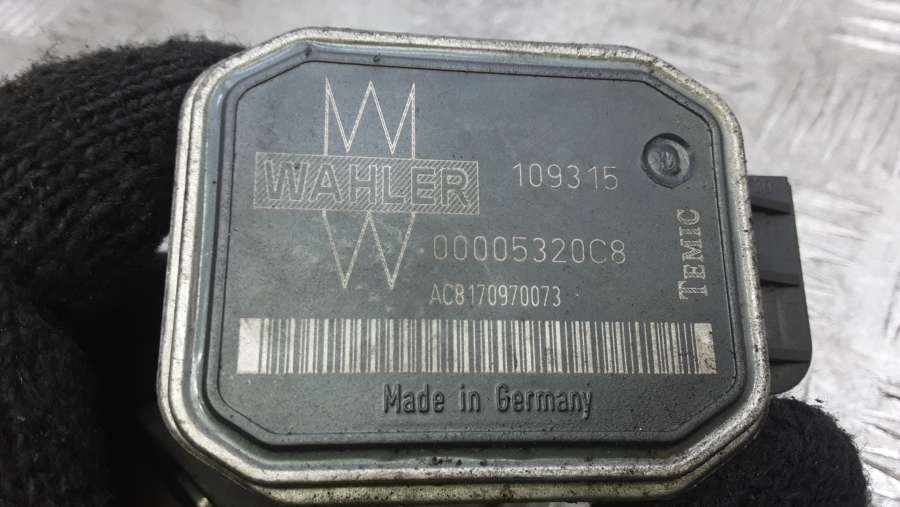 WAHLER
109315
00005320C8
TEMIC
AC8170970073
Made in Germany